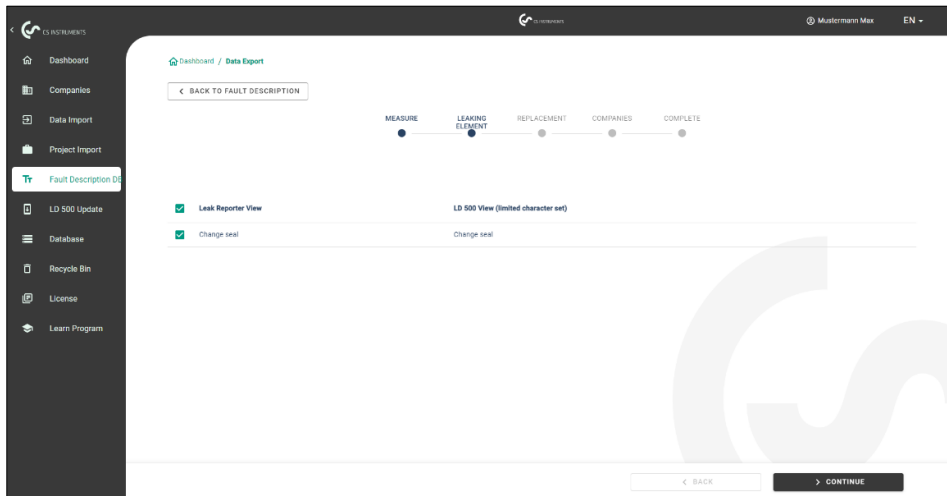 CS INSTRUMENTS
CS INSTRUMENTS
Mustermann Max
EN
Dashboard
Companies
Data Import
Project Import
Fault Description DE
LD 500 Update
Database
Recycle Bin
License
Learn Program
Dashboard / Data Export
< BACK TO FAULT DESCRIPTION
MEASURE
LEAKING
ELEMENT
REPLACEMENT
COMPANIES
COMPLETE
Leak Reporter View
LD 500 View (limited character set)
Change seal
Change seal
< BACK
> CONTINUE